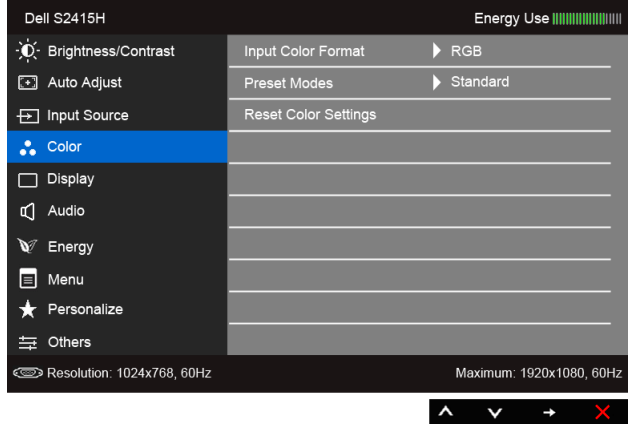 Dell S2415H Energy Use
Brightness/Contrast Input Color Format RGB
Auto Adjust Preset Modes Standard
Input Source Reset Color Settings
Color
Display
Audio
Energy
Menu
Personalize
Others
Resolution: 1024x768, 60Hz Maximum: 1920x1080, 60Hz